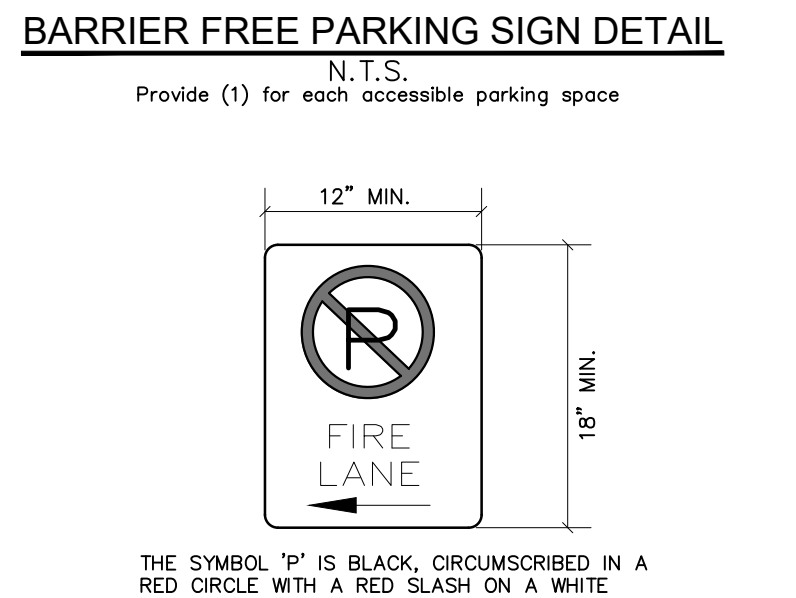 BARRIER FREE PARKING SIGN DETAIL
N.T.S.
Provide (1) for each accessible parking space
12" MIN.
P
18" MIN.
FIRE
LANE
THE SYMBOL 'P' IS BLACK, CIRCUMSCRIBED IN A
RED CIRCLE WITH A RED SLASH ON A WHITE